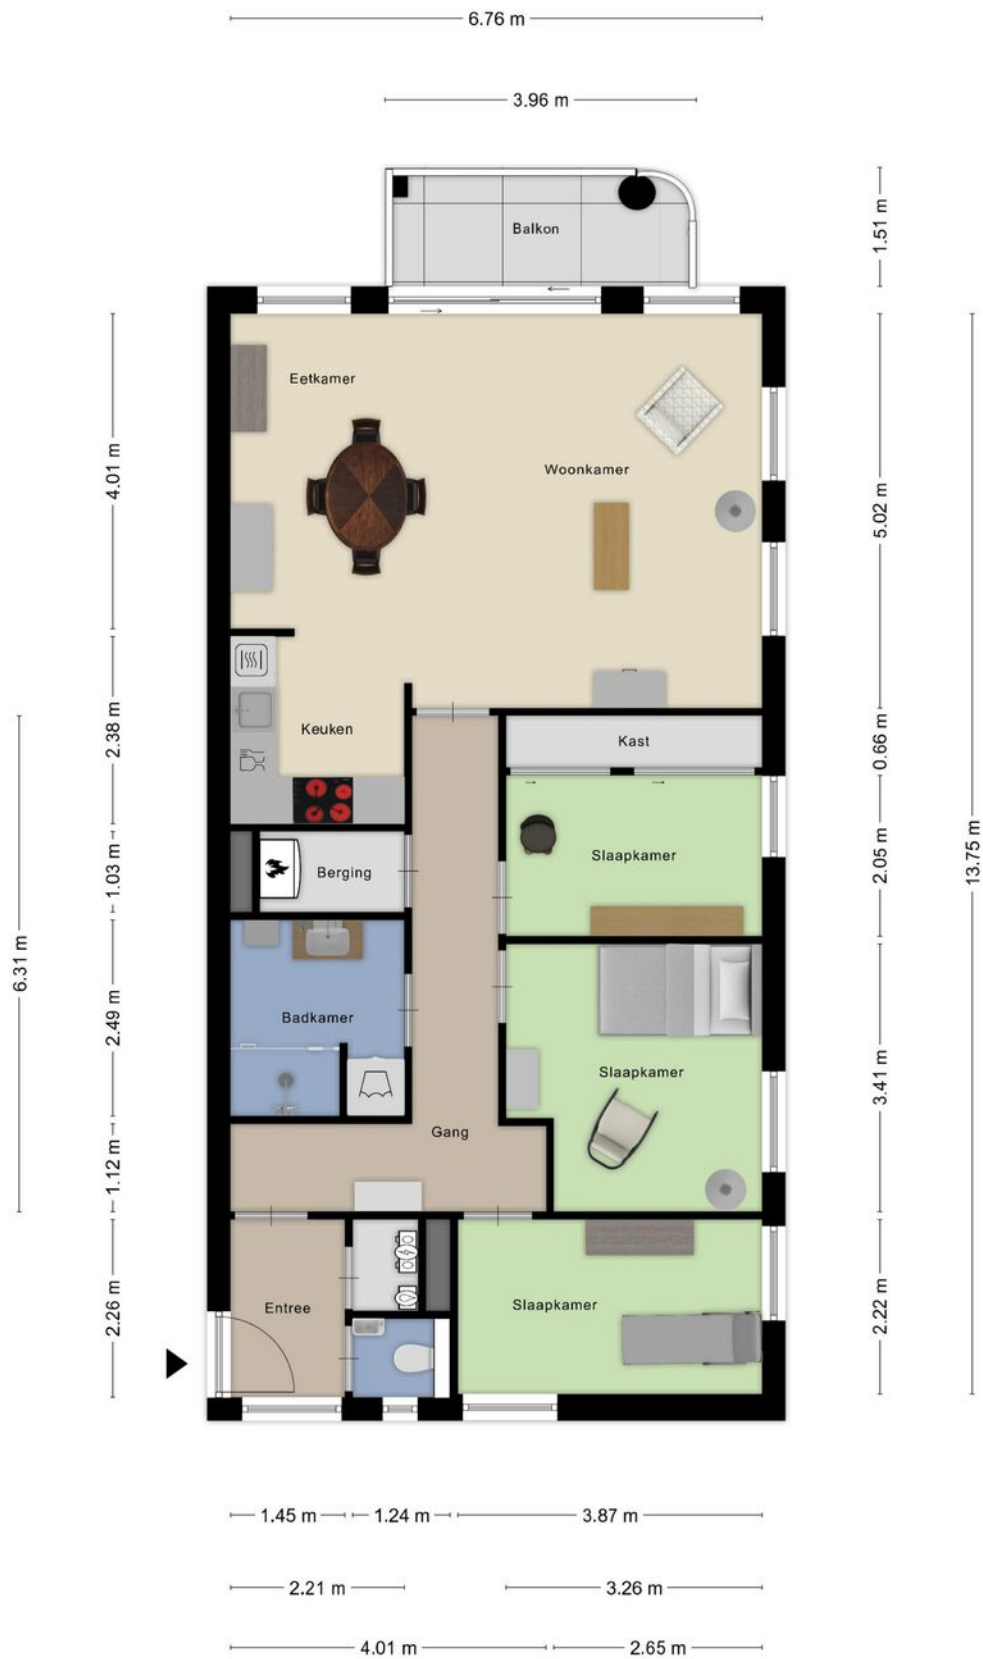 6.76 m
3.96 m
1.51 m
Balkon
Eetkamer
Woonkamer
4.01 m
5.02 m
Keuken
2.38 m
Kast
0.66 m
Slaapkamer
2.05 m
13.75 m
Berging
1.03 m
6.31 m
Badkamer
2.49 m
Slaapkamer
3.41 m
Gang
1.12 m
Entree
2.26 m
Slaapkamer
2.22 m
1.45 m
1.24 m
3.87 m
2.21 m
3.26 m
4.01 m
2.65 m